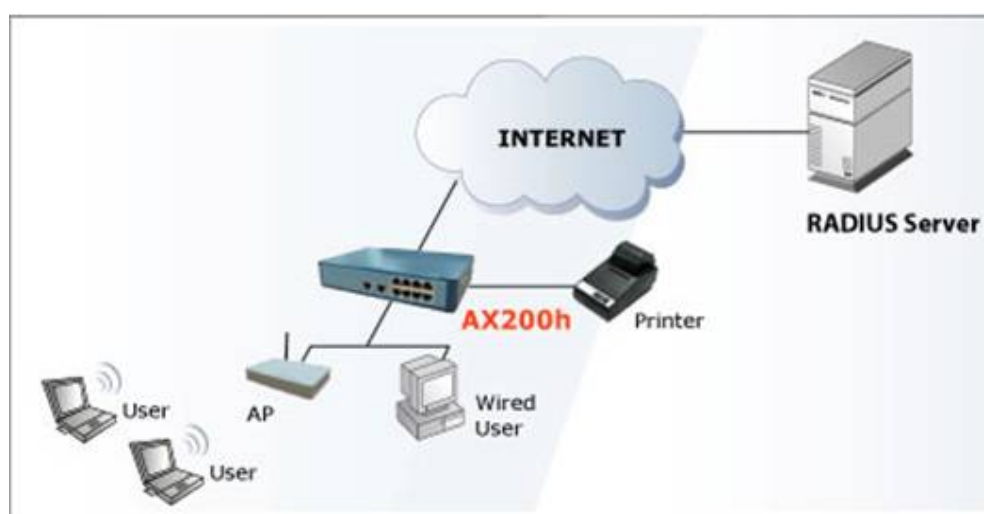 INTERNET
RADIUS Server
AX200h
Printer
User
AP
Wired
User
User